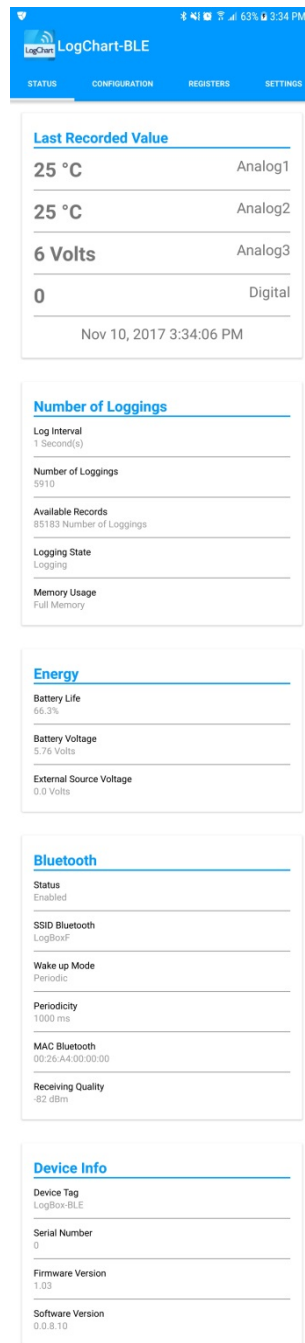 63% 3:34 PM
LogChart LogChart-BLE
STATUS CONFIGURATION REGISTERS SETTINGS
Last Recorded Value
25 °C Analog1
25 °C Analog2
6 Volts Analog3
0 Digital
Nov 10, 2017 3:34:06 PM
Number of Loggings
Log Interval
1 Second(s)
Number of Loggings
5910
Available Records
85183 Number of Loggings
Logging State
Logging
Memory Usage
Full Memory
Energy
Battery Life
66.3%
Battery Voltage
5.76 Volts
External Source Voltage
0.0 Volts
Bluetooth
Status
Enabled
SSID Bluetooth
LogBoxF
Wake up Mode
Periodic
Periodicity
1000 ms
MAC Bluetooth
00:26:A4:00:00:00
Receiving Quality
-82 dBm
Device Info
Device Tag
LogBox-BLE
Serial Number
0
Firmware Version
1.03
Software Version
0.0.8.10